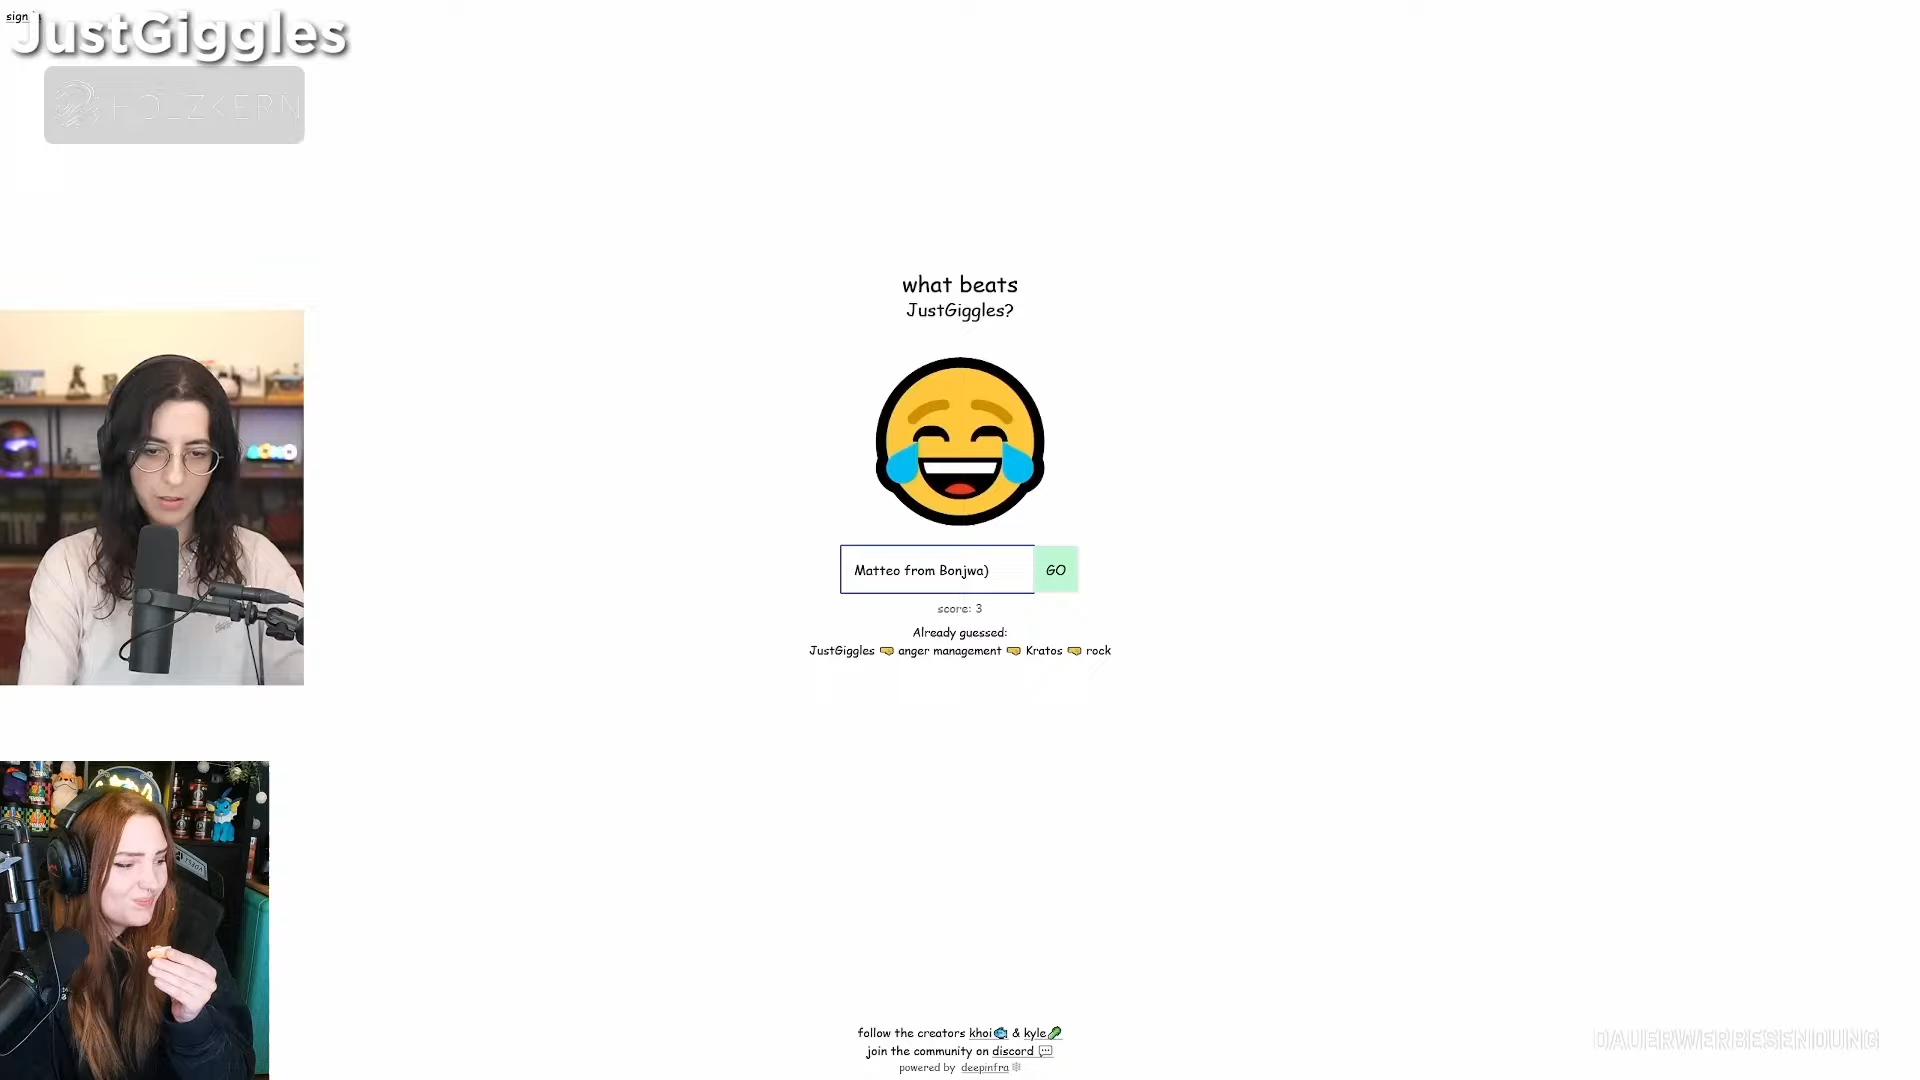 sign
JustGiggles
HOLZKERN
what beats
JustGiggles?
Matteo from Bonjwa)
GO
score: 3
Already guessed:
JustGiggles 🤜 anger management 🤜 Kratos 🤜 rock
follow the creators khoi🐟 & kyle🥒
join the community on discord 💬
powered by deepinfra🕸
DAUERWERBESENDUNG